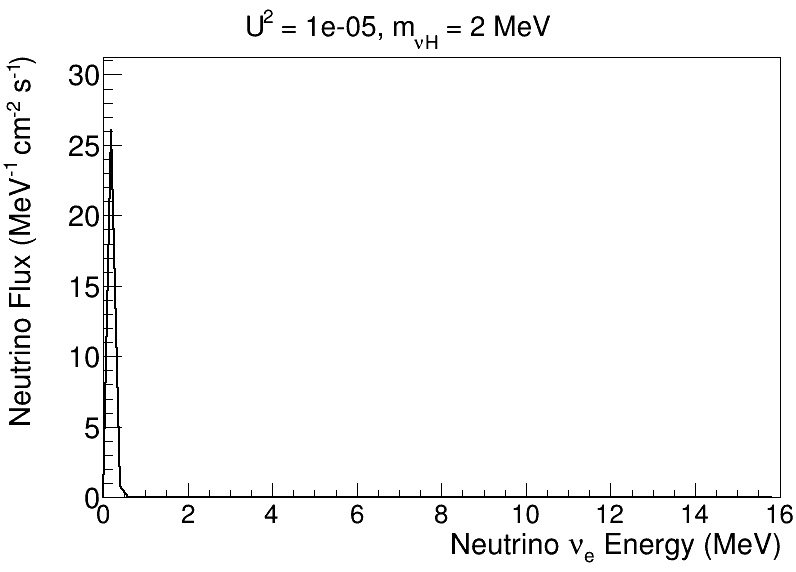 U² = 1e-05, m_νH = 2 MeV
Neutrino Flux (MeV⁻¹ cm⁻² s⁻¹)
30
25
20
15
10
5
0
0 2 4 6 8 10 12 14 16
Neutrino ν_e Energy (MeV)